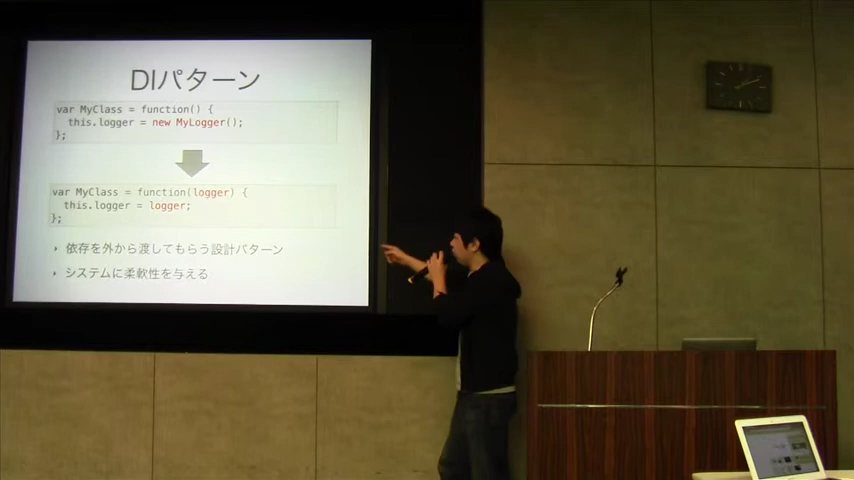 DIパターン
var MyClass = function() {
this.logger = new MyLogger();
};
var MyClass = function(logger) {
this.logger = logger;
};
依存を外から渡してもらう設計パターン
システムに柔軟性を与える